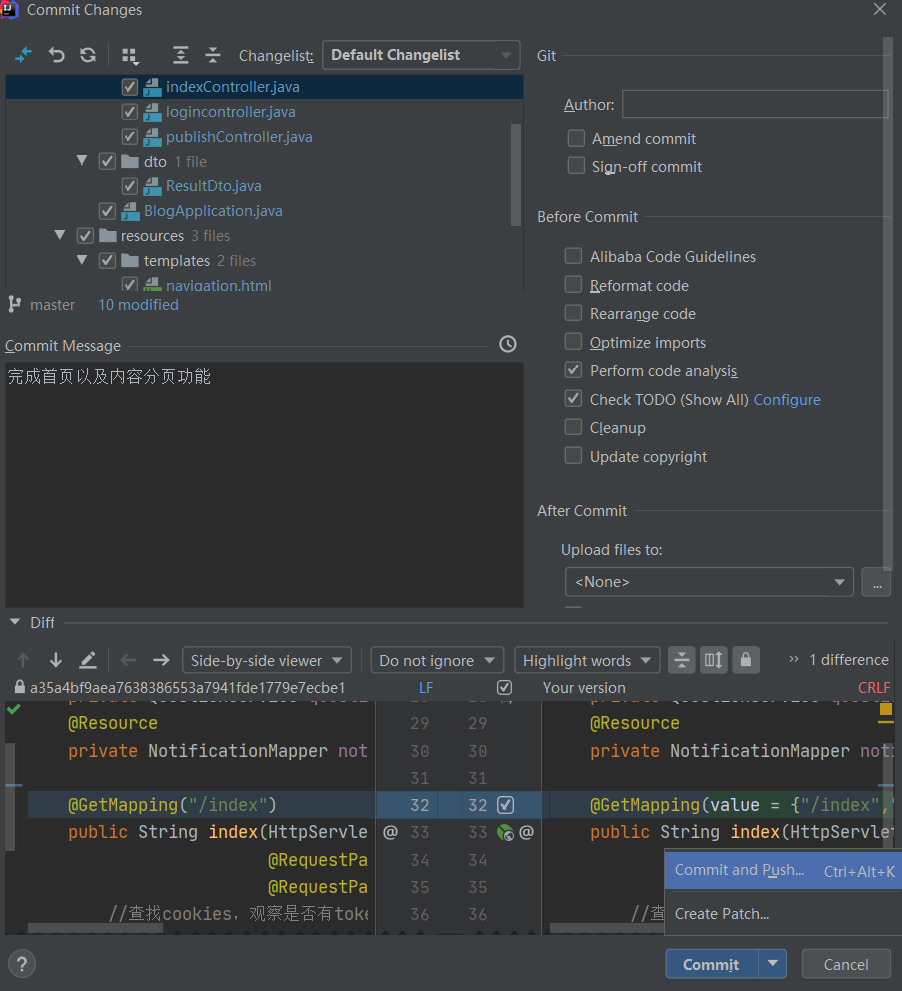 Commit Changes
Changelist: Default Changelist
indexController.java
logincontroller.java
publishController.java
dto 1 file
ResultDto.java
BlogApplication.java
resources 3 files
templates 2 files
navigation.html
master 10 modified
Commit Message
完成首页以及内容分页功能
Git
Author:
Amend commit
Sign-off commit
Before Commit
Alibaba Code Guidelines
Reformat code
Rearrange code
Optimize imports
Perform code analysis
Check TODO (Show All) Configure
Cleanup
Update copyright
After Commit
Upload files to:
<None>
...
Diff
Side-by-side viewer Do not ignore Highlight words 1 difference
a35a4bf9aea7638386553a7941fde1779e7ecbe1 LF Your version CRLF
@Resource 29 29 @Resource
private NotificationMapper not 30 30 private NotificationMapper not
31 31
@GetMapping("/index") 32 32 @GetMapping(value = {"/index",
public String index(HttpServle @ 33 33 @ public String index(HttpServle
@RequestPa 34 34
@RequestPa 35 35
//查找cookies，观察是否有toke 36 36 //查
Commit and Push... Ctrl+Alt+K
Create Patch...
? Commit Cancel